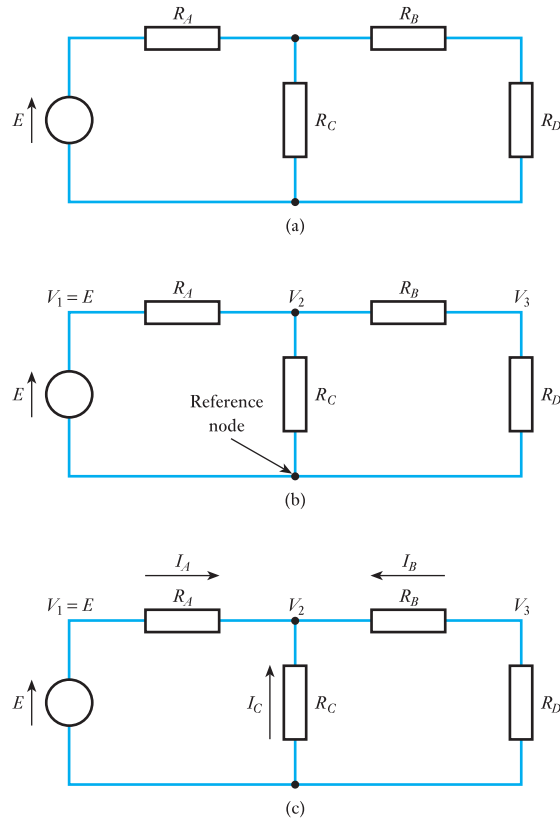 R_A
R_B
E
R_C
R_D
(a)
V_1 = E
R_A
V_2
R_B
V_3
E
R_C
R_D
Reference
node
(b)
I_A
I_B
V_1 = E
R_A
V_2
R_B
V_3
E
I_C
R_C
R_D
(c)